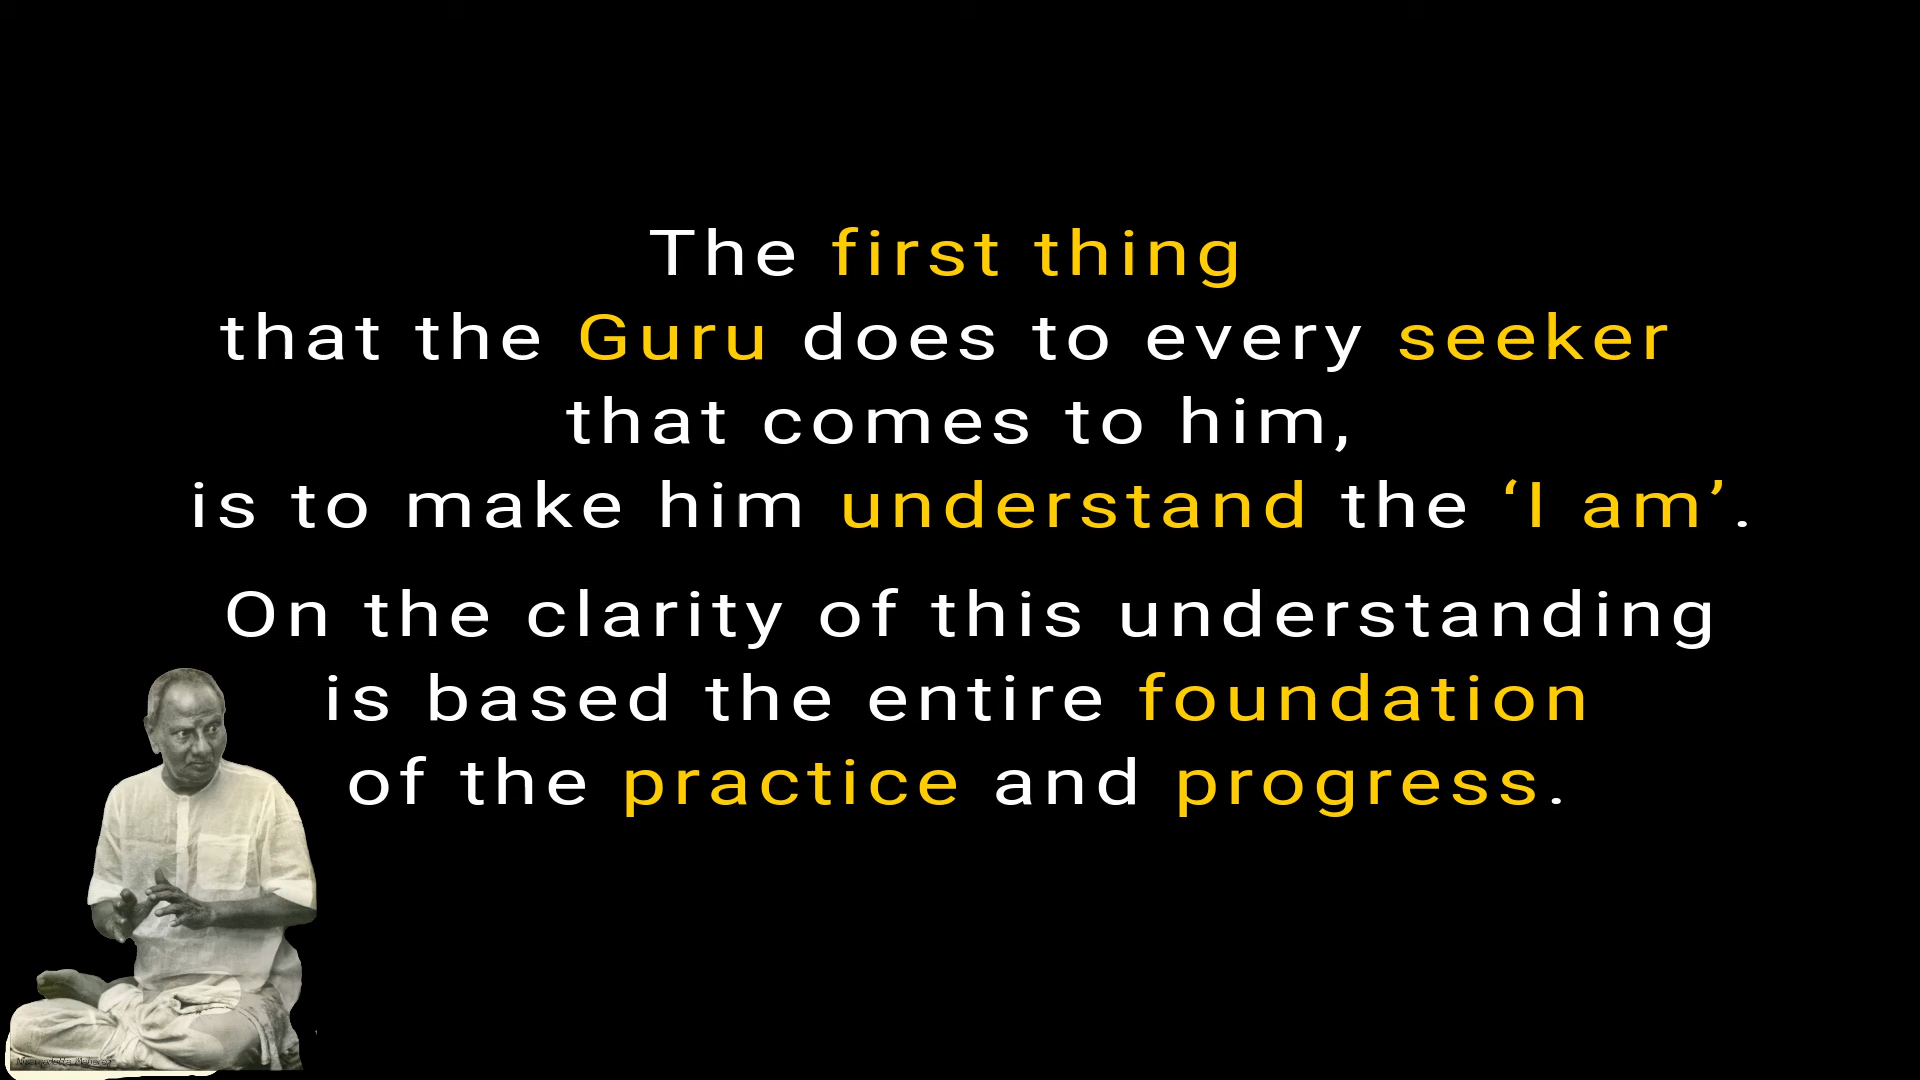 The first thing
that the Guru does to every seeker
that comes to him,
is to make him understand the ‘I am’.
On the clarity of this understanding
is based the entire foundation
of the practice and progress.